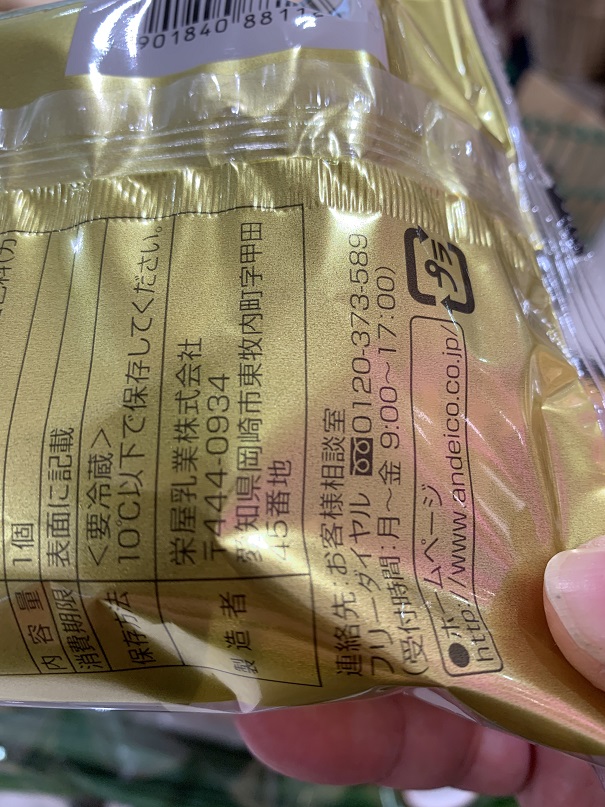 901840 881
内容量 1個
消費期限 表面に記載
保存方法 <要冷蔵>
10℃以下で保存してください。
製造者 栄屋乳業株式会社
〒444-0934
愛知県岡崎市東牧内町字甲田
45番地
連絡先:お客様相談室
フリーダイヤル 0120-373-589
(受付時間:月~金 9:00~17:00)
●ホームページ
http://www.andeico.co.jp/
プラ